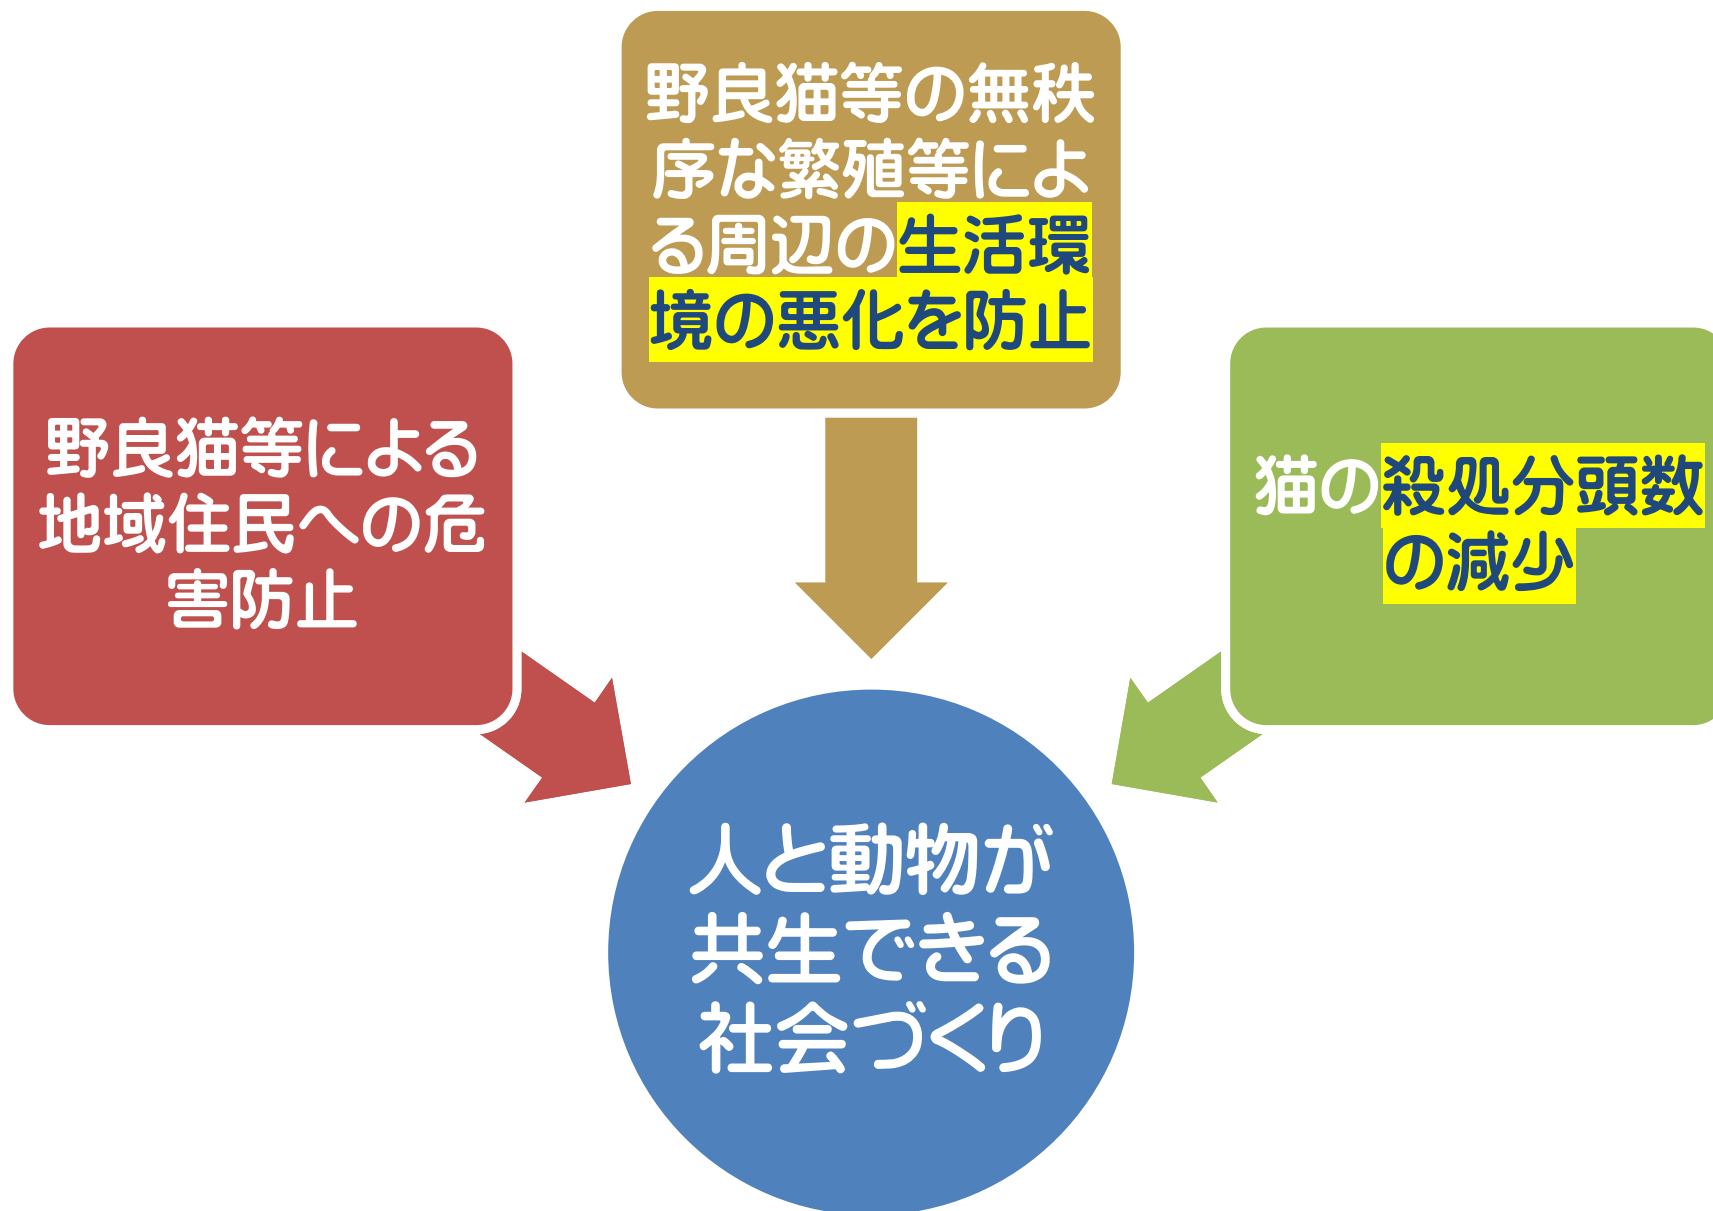 野良猫等の無秩
序な繁殖等によ
る周辺の生活環
境の悪化を防止
野良猫等による
地域住民への危
害防止
猫の殺処分頭数
の減少
人と動物が
共生できる
社会づくり